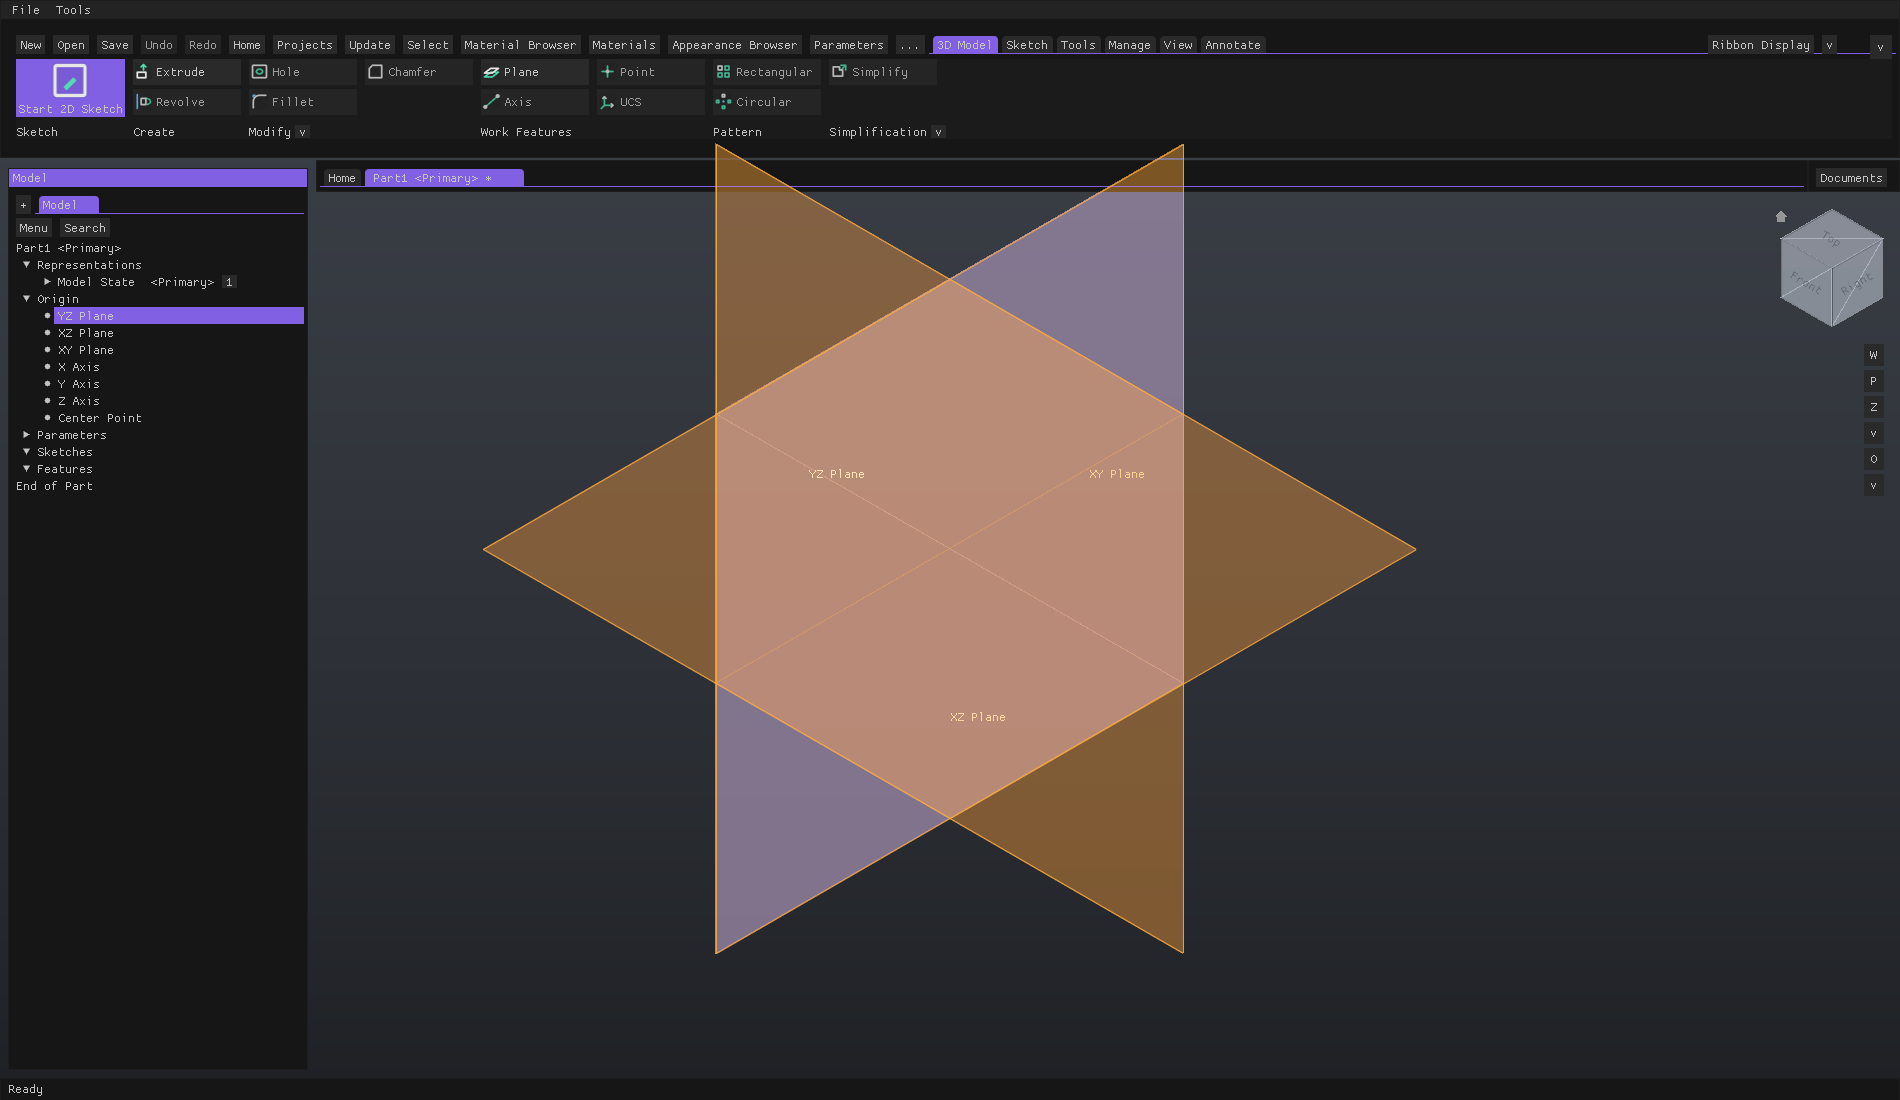 File Tools
New Open Save Undo Redo Home Projects Update Select Material Browser Materials Appearance Browser Parameters ... 3D Model Sketch Tools Manage View Annotate Ribbon Display v v
Extrude Hole Chamfer Plane Point Rectangular Simplify
Start 2D Sketch Revolve Fillet Axis UCS Circular
Sketch Create Modify v Work Features Pattern Simplification v
Model
Home Part1 <Primary> * Documents
+ Model
Menu Search
Part1 <Primary>
Representations
Model State <Primary> 1
Origin
YZ Plane
XZ Plane
XY Plane
X Axis
Y Axis
Z Axis
Center Point
Parameters
Sketches
Features
End of Part
YZ Plane XY Plane
XZ Plane
Top
Front Right
W
P
Z
v
O
v
Ready